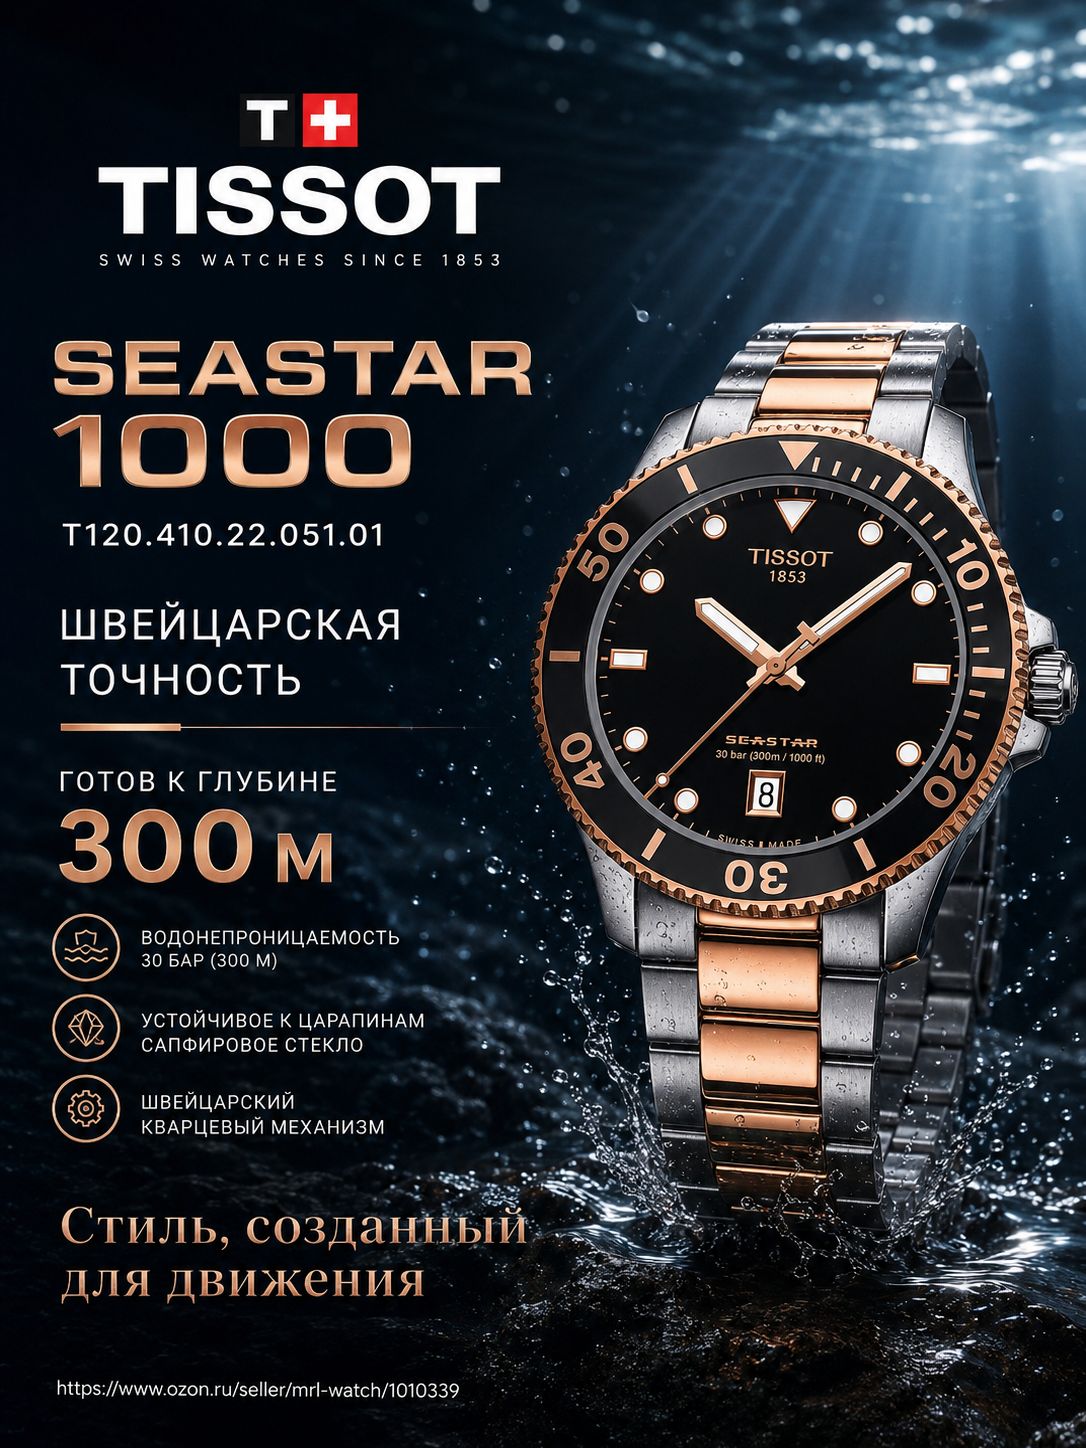 T+
TISSOT
SWISS WATCHES SINCE 1853
SEASTAR
1000
T120.410.22.051.01
ШВЕЙЦАРСКАЯ
ТОЧНОСТЬ
ГОТОВ К ГЛУБИНЕ
300 м
ВОДОНЕПРОНИЦАЕМОСТЬ
30 БАР (300 М)
УСТОЙЧИВОЕ К ЦАРАПИНАМ
САПФИРОВОЕ СТЕКЛО
ШВЕЙЦАРСКИЙ
КВАРЦЕВЫЙ МЕХАНИЗМ
Стиль, созданный
для движения
https://www.ozon.ru/seller/mrl-watch/1010339
50
10
20
30
40
TISSOT
1853
SEASTAR
30 bar (300m / 1000 ft)
8
SWISS MADE